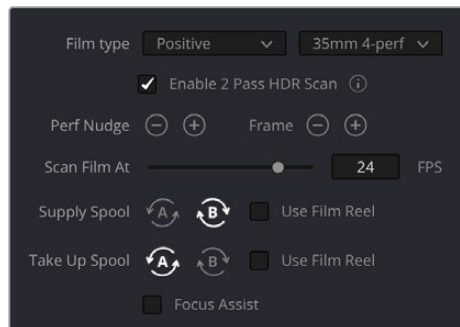 Film type Positive 35mm 4-perf
Enable 2 Pass HDR Scan i
Perf Nudge Frame
Scan Film At 24 FPS
Supply Spool A B Use Film Reel
Take Up Spool A B Use Film Reel
Focus Assist